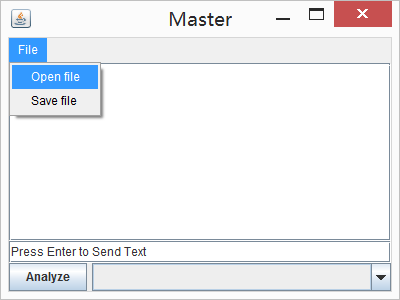 Master
File
Open file
Save file
Press Enter to Send Text
Analyze